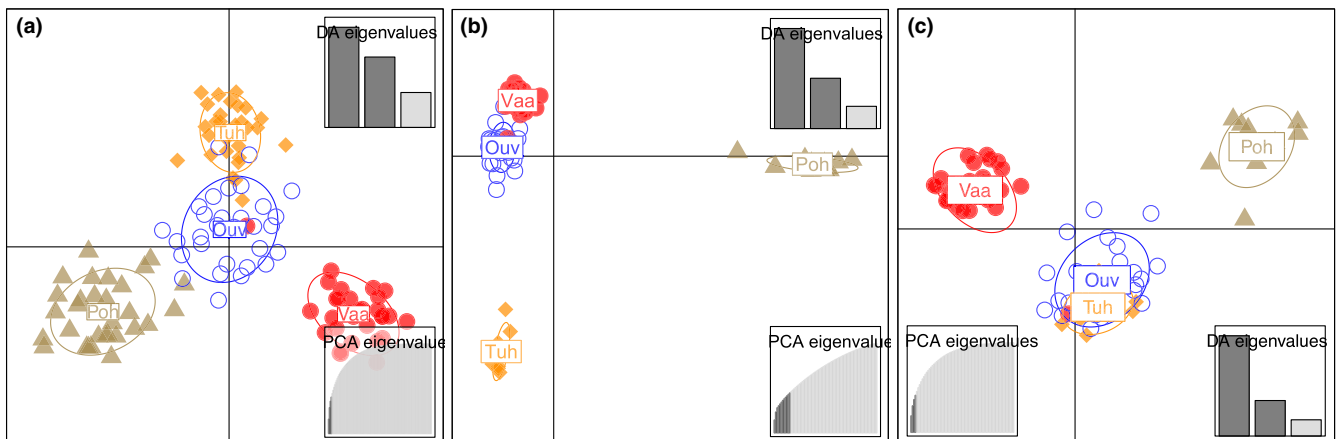 (a)
DA eigenvalues
Tuh
Ouv
Poh
Vaa
PCA eigenvalue
(b)
DA eigenvalues
Vaa
Ouv
Poh
Tuh
PCA eigenvalue
(c)
DA eigenvalues
Poh
Vaa
Ouv
Tuh
PCA eigenvalues